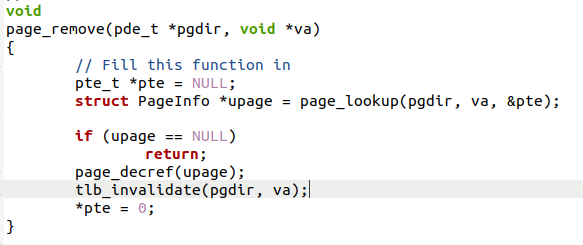 void
page_remove(pde_t *pgdir, void *va)
{
        // Fill this function in
        pte_t *pte = NULL;
        struct PageInfo *upage = page_lookup(pgdir, va, &pte);

        if (upage == NULL)
                return;
        page_decref(upage);
        tlb_invalidate(pgdir, va);
        *pte = 0;
}